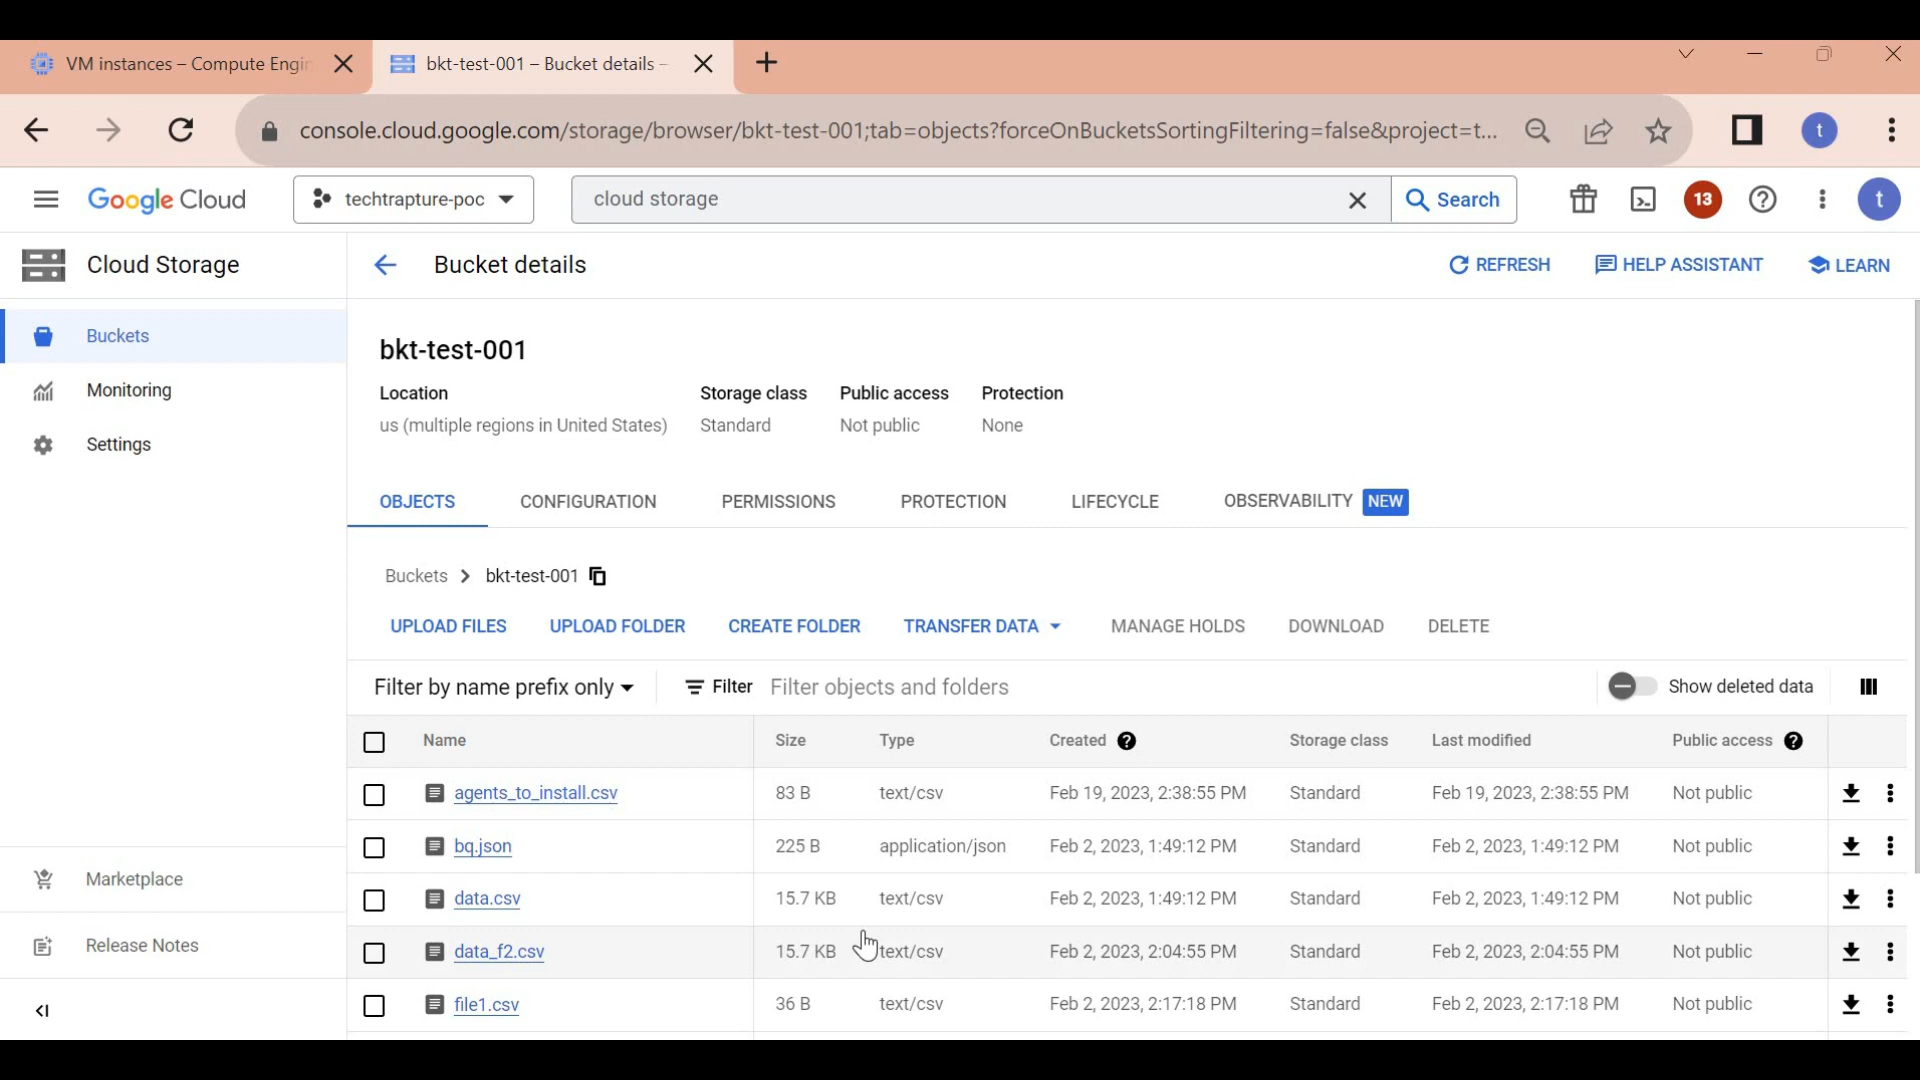 VM instances – Compute Engin
bkt-test-001 – Bucket details –
console.cloud.google.com/storage/browser/bkt-test-001;tab=objects?forceOnBucketsSortingFiltering=false&project=t...
t
Google Cloud
techtrapture-poc
cloud storage
Search
13
t
Cloud Storage
Bucket details
REFRESH
HELP ASSISTANT
LEARN
Buckets
Monitoring
Settings
Marketplace
Release Notes
bkt-test-001
Location Storage class Public access Protection
us (multiple regions in United States) Standard Not public None
OBJECTS CONFIGURATION PERMISSIONS PROTECTION LIFECYCLE OBSERVABILITY NEW
Buckets > bkt-test-001
UPLOAD FILES UPLOAD FOLDER CREATE FOLDER TRANSFER DATA MANAGE HOLDS DOWNLOAD DELETE
Filter by name prefix only Filter Filter objects and folders Show deleted data
Name Size Type Created Storage class Last modified Public access
agents_to_install.csv 83 B text/csv Feb 19, 2023, 2:38:55 PM Standard Feb 19, 2023, 2:38:55 PM Not public
bq.json 225 B application/json Feb 2, 2023, 1:49:12 PM Standard Feb 2, 2023, 1:49:12 PM Not public
data.csv 15.7 KB text/csv Feb 2, 2023, 1:49:12 PM Standard Feb 2, 2023, 1:49:12 PM Not public
data_f2.csv 15.7 KB text/csv Feb 2, 2023, 2:04:55 PM Standard Feb 2, 2023, 2:04:55 PM Not public
file1.csv 36 B text/csv Feb 2, 2023, 2:17:18 PM Standard Feb 2, 2023, 2:17:18 PM Not public